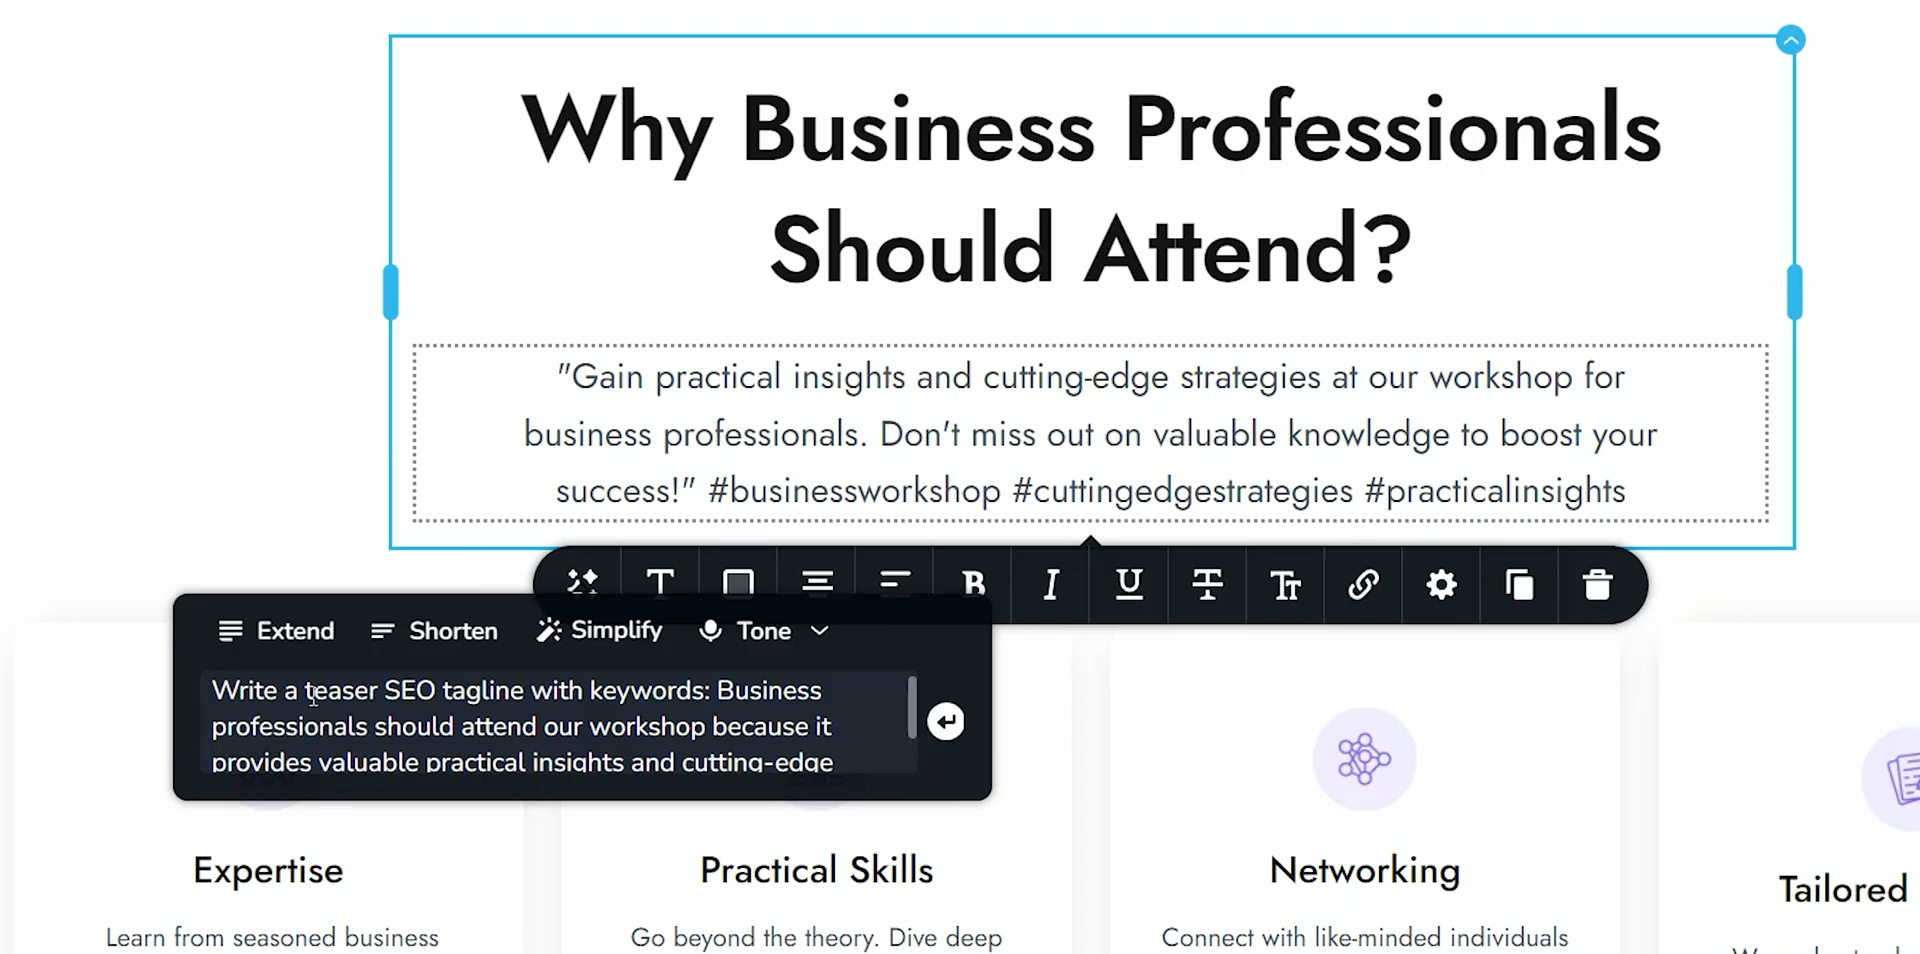 Why Business Professionals
Should Attend?
"Gain practical insights and cutting-edge strategies at our workshop for
business professionals. Don't miss out on valuable knowledge to boost your
success!" #businessworkshop #cuttingedgestrategies #practicalinsights
T B I U T Tт
Extend Shorten Simplify Tone
Write a teaser SEO tagline with keywords: Business
professionals should attend our workshop because it
provides valuable practical insights and cutting-edge
Expertise
Practical Skills
Networking
Tailored
Learn from seasoned business
Go beyond the theory. Dive deep
Connect with like-minded individuals